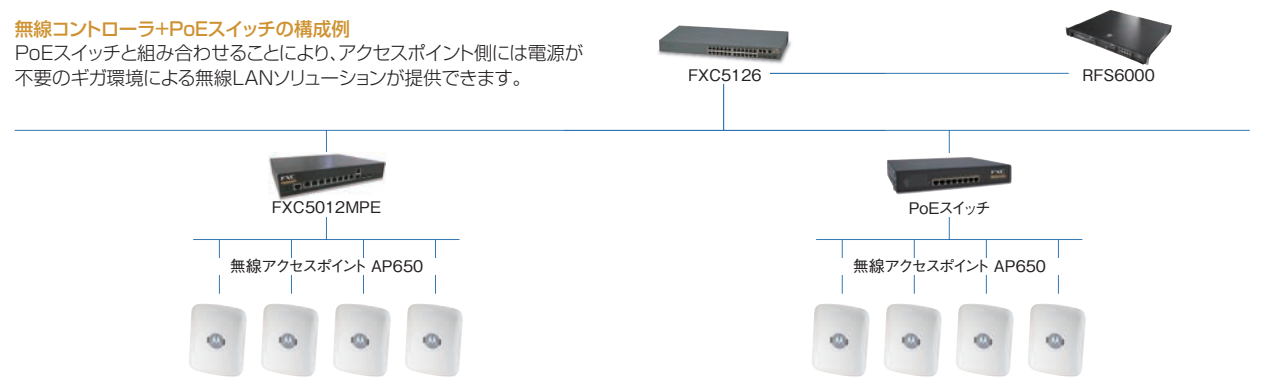 無線コントローラ+PoEスイッチの構成例
PoEスイッチと組み合わせることにより、アクセスポイント側には電源が
不要のギガ環境による無線LANソリューションが提供できます。
FXC5126
RFS6000
FXC
FXC5012MPE
FXC
PoEスイッチ
無線アクセスポイント AP650
無線アクセスポイント AP650